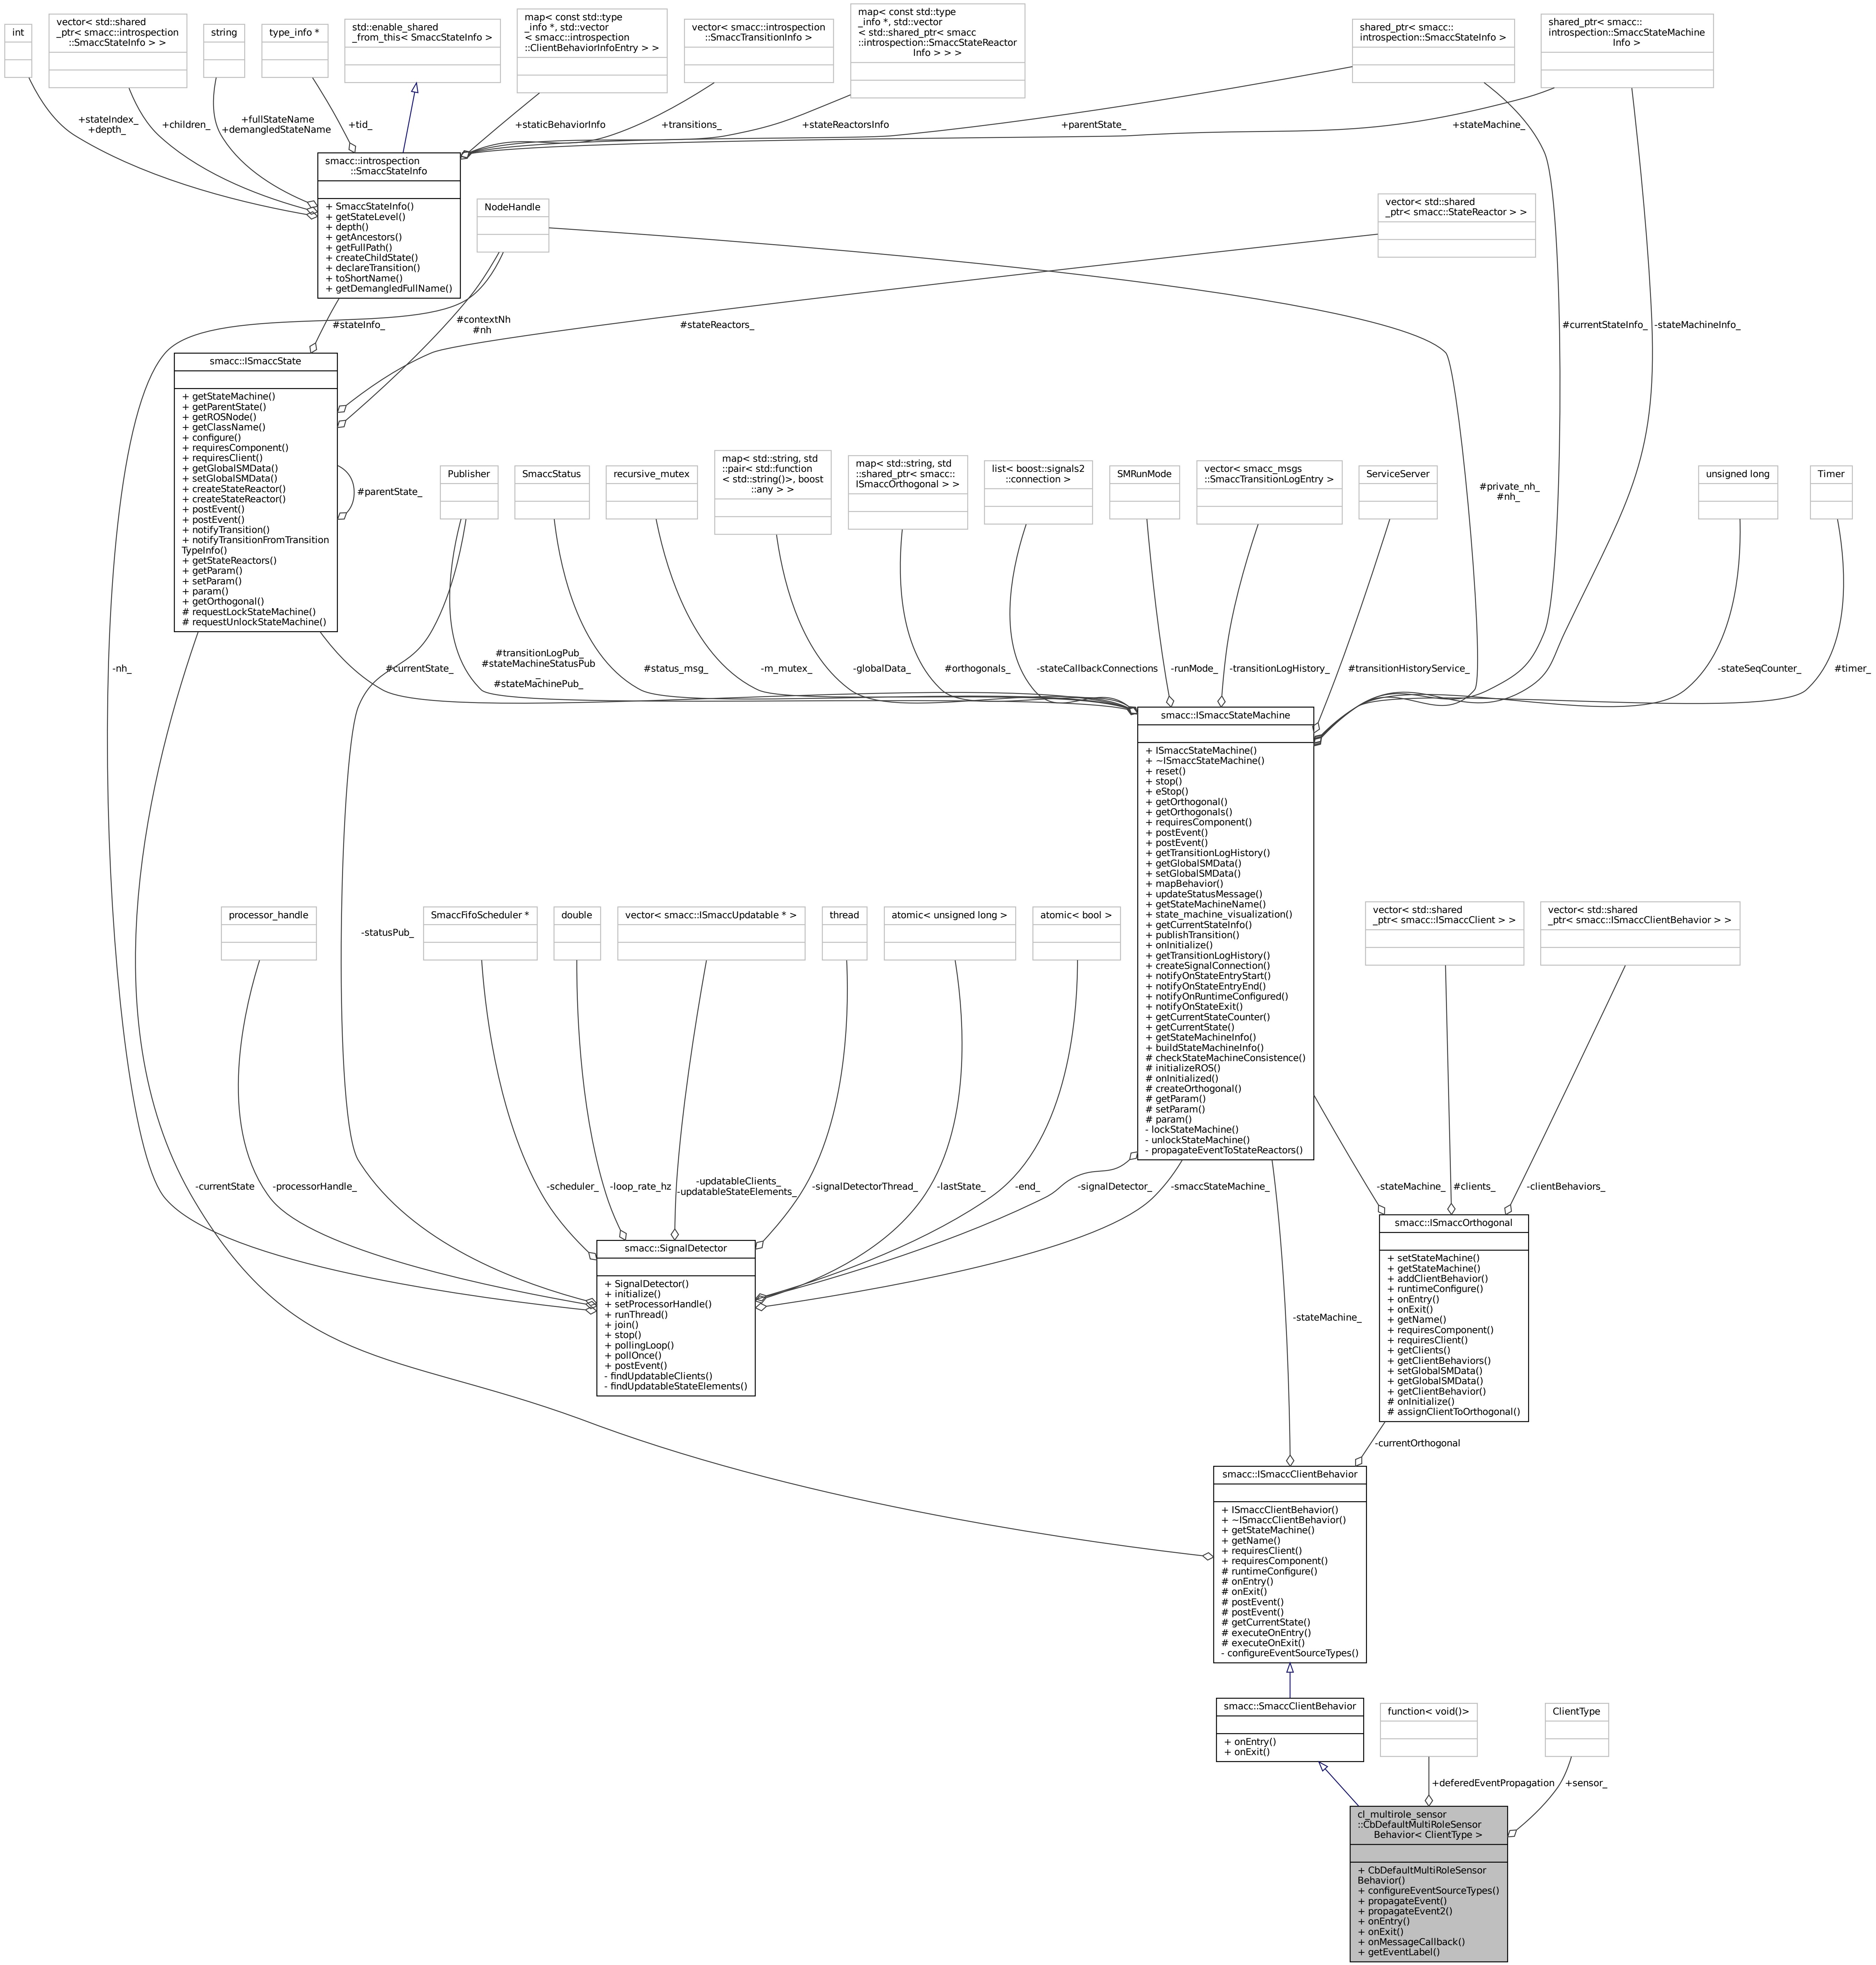 int
vector< std::shared
_ptr< smacc::introspection
::SmaccStateInfo > >
string
type_info *
std::enable_shared
_from_this< SmaccStateInfo >
map< const std::type
_info *, std::vector
< smacc::introspection
::ClientBehaviorInfoEntry > >
vector< smacc::introspection
::SmaccTransitionInfo >
map< const std::type
_info *, std::vector
< std::shared_ptr< smacc
::introspection::SmaccStateReactor
Info > > >
shared_ptr< smacc::
introspection::SmaccStateInfo >
shared_ptr< smacc::
introspection::SmaccStateMachine
Info >
+stateIndex_
+depth_
+children_
+fullStateName
+demangledStateName
+tid_
+staticBehaviorInfo
+transitions_
+stateReactorsInfo
+parentState_
+stateMachine_
smacc::introspection
::SmaccStateInfo
+ SmaccStateInfo()
+ getStateLevel()
+ depth()
+ getAncestors()
+ getFullPath()
+ createChildState()
+ declareTransition()
+ toShortName()
+ getDemangledFullName()
NodeHandle
vector< std::shared
_ptr< smacc::StateReactor > >
#stateInfo_
#contextNh
#nh
#stateReactors_
#currentStateInfo_
-stateMachineInfo_
smacc::ISmaccState
+ getStateMachine()
+ getParentState()
+ getROSNode()
+ getClassName()
+ configure()
+ requiresComponent()
+ requiresClient()
+ getGlobalSMData()
+ setGlobalSMData()
+ createStateReactor()
+ createStateReactor()
+ postEvent()
+ postEvent()
+ notifyTransition()
+ notifyTransitionFromTransition
TypeInfo()
+ getStateReactors()
+ getParam()
+ setParam()
+ param()
+ getOrthogonal()
# requestLockStateMachine()
# requestUnlockStateMachine()
#parentState_
Publisher
SmaccStatus
recursive_mutex
map< std::string, std
::pair< std::function
< std::string()>, boost
::any > >
map< std::string, std
::shared_ptr< smacc::
ISmaccOrthogonal > >
list< boost::signals2
::connection >
SMRunMode
vector< smacc_msgs
::SmaccTransitionLogEntry >
ServiceServer
#private_nh_
#nh_
unsigned long
Timer
-nh_
#currentState_
#transitionLogPub_
#stateMachineStatusPub
_
#stateMachinePub_
#status_msg_
-m_mutex_
-globalData_
#orthogonals_
-stateCallbackConnections
-runMode_
-transitionLogHistory_
#transitionHistoryService_
-stateSeqCounter_
#timer_
smacc::ISmaccStateMachine
+ ISmaccStateMachine()
+ ~ISmaccStateMachine()
+ reset()
+ stop()
+ eStop()
+ getOrthogonal()
+ getOrthogonals()
+ requiresComponent()
+ postEvent()
+ postEvent()
+ getTransitionLogHistory()
+ getGlobalSMData()
+ setGlobalSMData()
+ mapBehavior()
+ updateStatusMessage()
+ getStateMachineName()
+ state_machine_visualization()
+ getCurrentStateInfo()
+ publishTransition()
+ onInitialize()
+ getTransitionLogHistory()
+ createSignalConnection()
+ notifyOnStateEntryStart()
+ notifyOnStateEntryEnd()
+ notifyOnRuntimeConfigured()
+ notifyOnStateExit()
+ getCurrentStateCounter()
+ getCurrentState()
+ getStateMachineInfo()
+ buildStateMachineInfo()
# checkStateMachineConsistence()
# initializeROS()
# onInitialized()
# createOrthogonal()
# getParam()
# setParam()
# param()
- lockStateMachine()
- unlockStateMachine()
- propagateEventToStateReactors()
processor_handle
-statusPub_
SmaccFifoScheduler *
double
vector< smacc::ISmaccUpdatable * >
thread
atomic< unsigned long >
atomic< bool >
vector< std::shared
_ptr< smacc::ISmaccClient > >
vector< std::shared
_ptr< smacc::ISmaccClientBehavior > >
-currentState
-processorHandle_
-scheduler_
-loop_rate_hz
-updatableClients_
-updatableStateElements_
-signalDetectorThread_
-lastState_
-end_
-signalDetector_
-smaccStateMachine_
-stateMachine_
#clients_
-clientBehaviors_
smacc::SignalDetector
+ SignalDetector()
+ initialize()
+ setProcessorHandle()
+ runThread()
+ join()
+ stop()
+ pollingLoop()
+ pollOnce()
+ postEvent()
- findUpdatableClients()
- findUpdatableStateElements()
-stateMachine_
smacc::ISmaccOrthogonal
+ setStateMachine()
+ getStateMachine()
+ addClientBehavior()
+ runtimeConfigure()
+ onEntry()
+ onExit()
+ getName()
+ requiresComponent()
+ requiresClient()
+ getClients()
+ getClientBehaviors()
+ setGlobalSMData()
+ getGlobalSMData()
+ getClientBehavior()
# onInitialize()
# assignClientToOrthogonal()
-currentOrthogonal
smacc::ISmaccClientBehavior
+ ISmaccClientBehavior()
+ ~ISmaccClientBehavior()
+ getStateMachine()
+ getName()
+ requiresClient()
+ requiresComponent()
# runtimeConfigure()
# onEntry()
# onExit()
# postEvent()
# postEvent()
# getCurrentState()
# executeOnEntry()
# executeOnExit()
- configureEventSourceTypes()
smacc::SmaccClientBehavior
+ onEntry()
+ onExit()
function< void()>
ClientType
+deferedEventPropagation
+sensor_
cl_multirole_sensor
::CbDefaultMultiRoleSensor
Behavior< ClientType >
+ CbDefaultMultiRoleSensor
Behavior()
+ configureEventSourceTypes()
+ propagateEvent()
+ propagateEvent2()
+ onEntry()
+ onExit()
+ onMessageCallback()
+ getEventLabel()